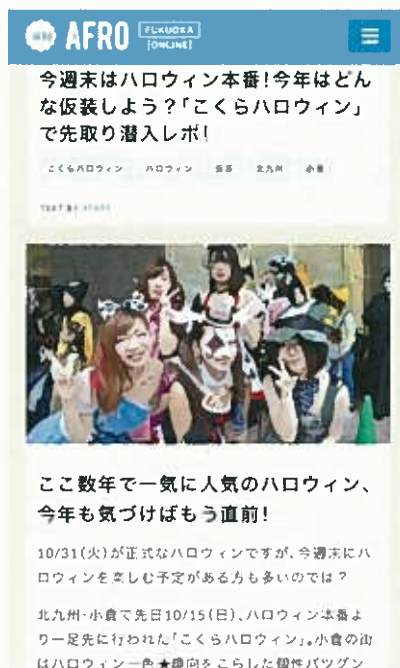 AFRO FUKUOKA
[ONLINE]
今週末はハロウィン本番!今年はどん
な仮装しよう?「こくらハロウィン」
で先取り潜入レポ!
こくらハロウィン ハロウィン 仮装 北九州 小倉
TEXT BY
ここ数年で一気に人気のハロウィン、
今年も気づけばもう直前!
10/31(火)が正式なハロウィンですが、今週末にハ
ロウィンを楽しむ予定がある方も多いのでは?
北九州・小倉で先日10/15(日)、ハロウィン本番よ
り一足先に行われた「こくらハロウィン」。小倉の街
はハロウィン一色★趣向をこらした個性バツグン